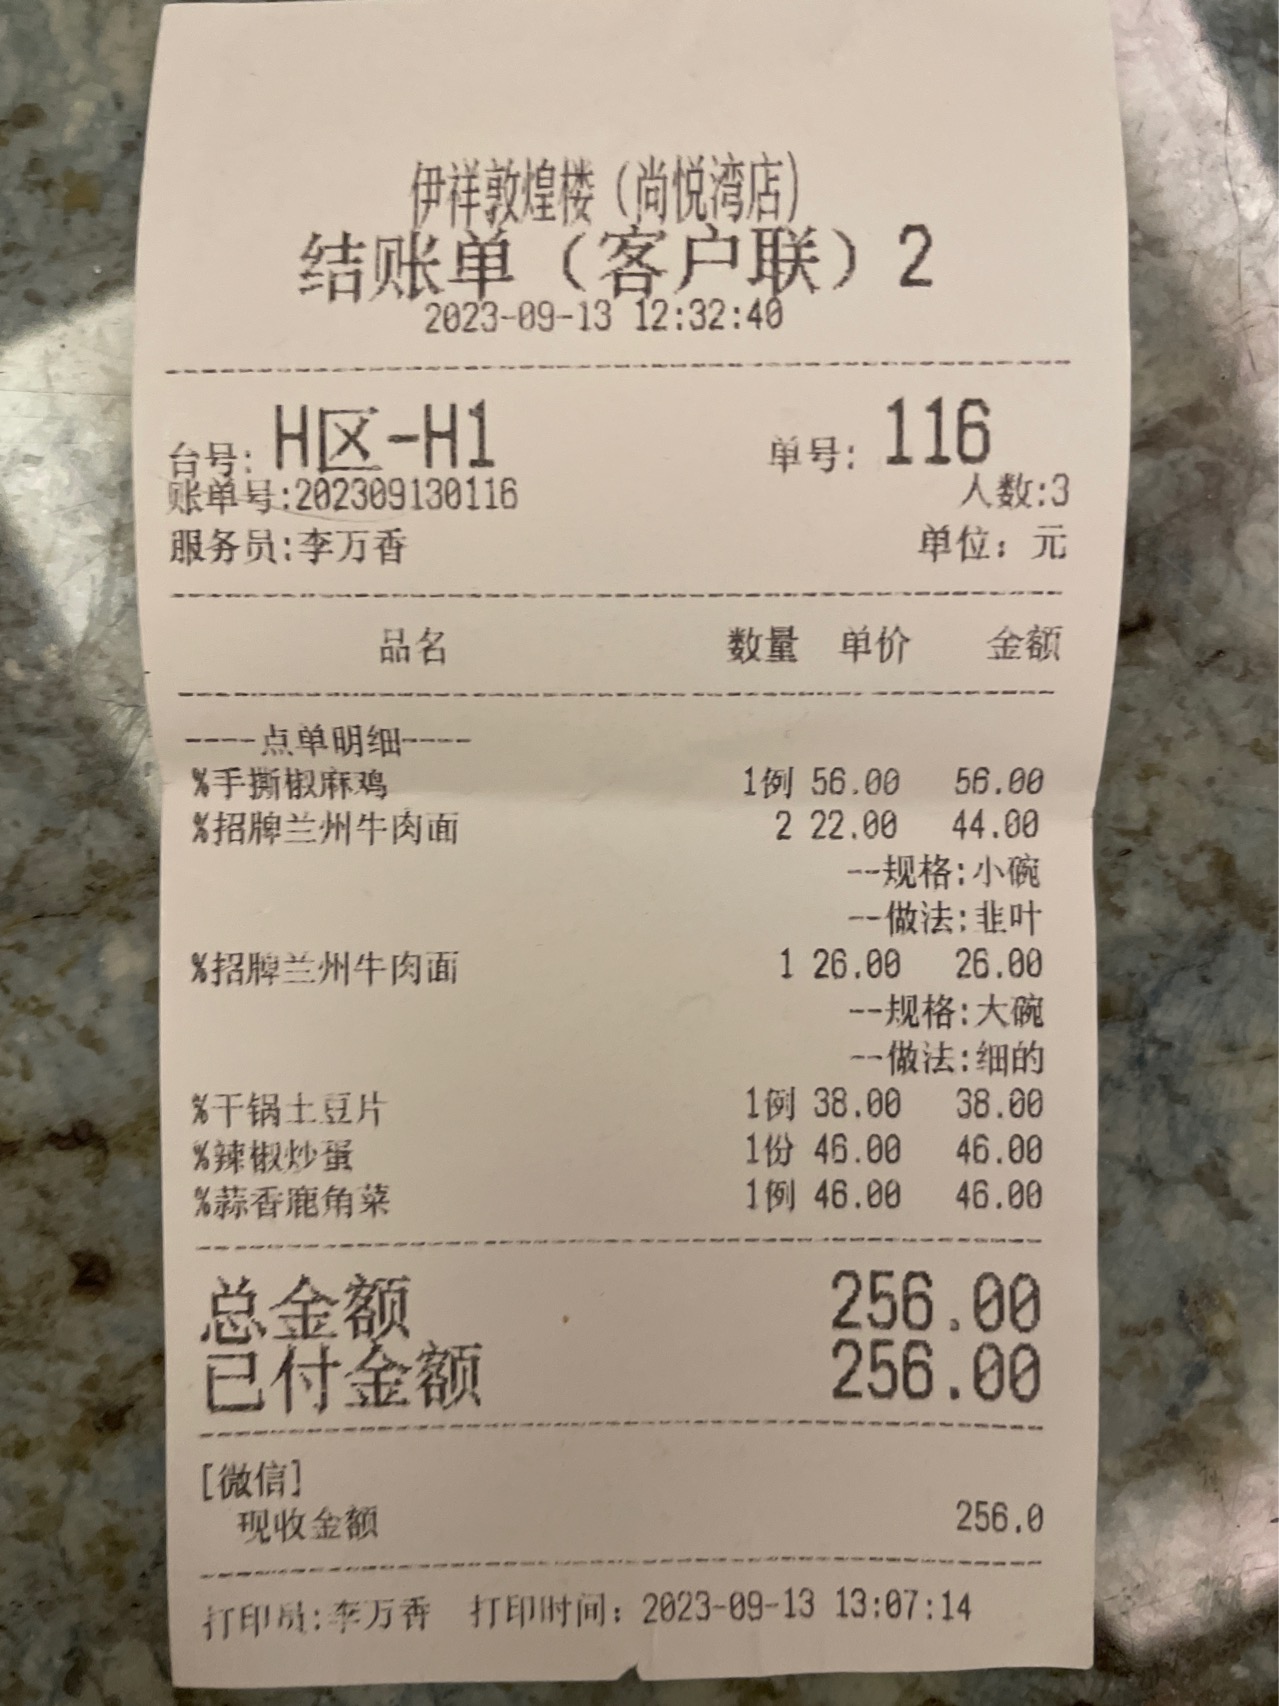 伊祥敦煌楼（尚悦湾店）
结账单（客户联）2
2023-09-13 12:32:40
台号: H区-H1 单号: 116
账单号:202309130116 人数:3
服务员:李万香 单位：元
品名 数量 单价 金额
----点单明细----
%手撕椒麻鸡 1例 56.00 56.00
%招牌兰州牛肉面 2 22.00 44.00
--规格:小碗
--做法:韭叶
%招牌兰州牛肉面 1 26.00 26.00
--规格:大碗
--做法:细的
%干锅土豆片 1例 38.00 38.00
%辣椒炒蛋 1份 46.00 46.00
%蒜香鹿角菜 1例 46.00 46.00
总金额 256.00
已付金额 256.00
[微信]
现收金额 256.0
打印员:李万香 打印时间：2023-09-13 13:07:14